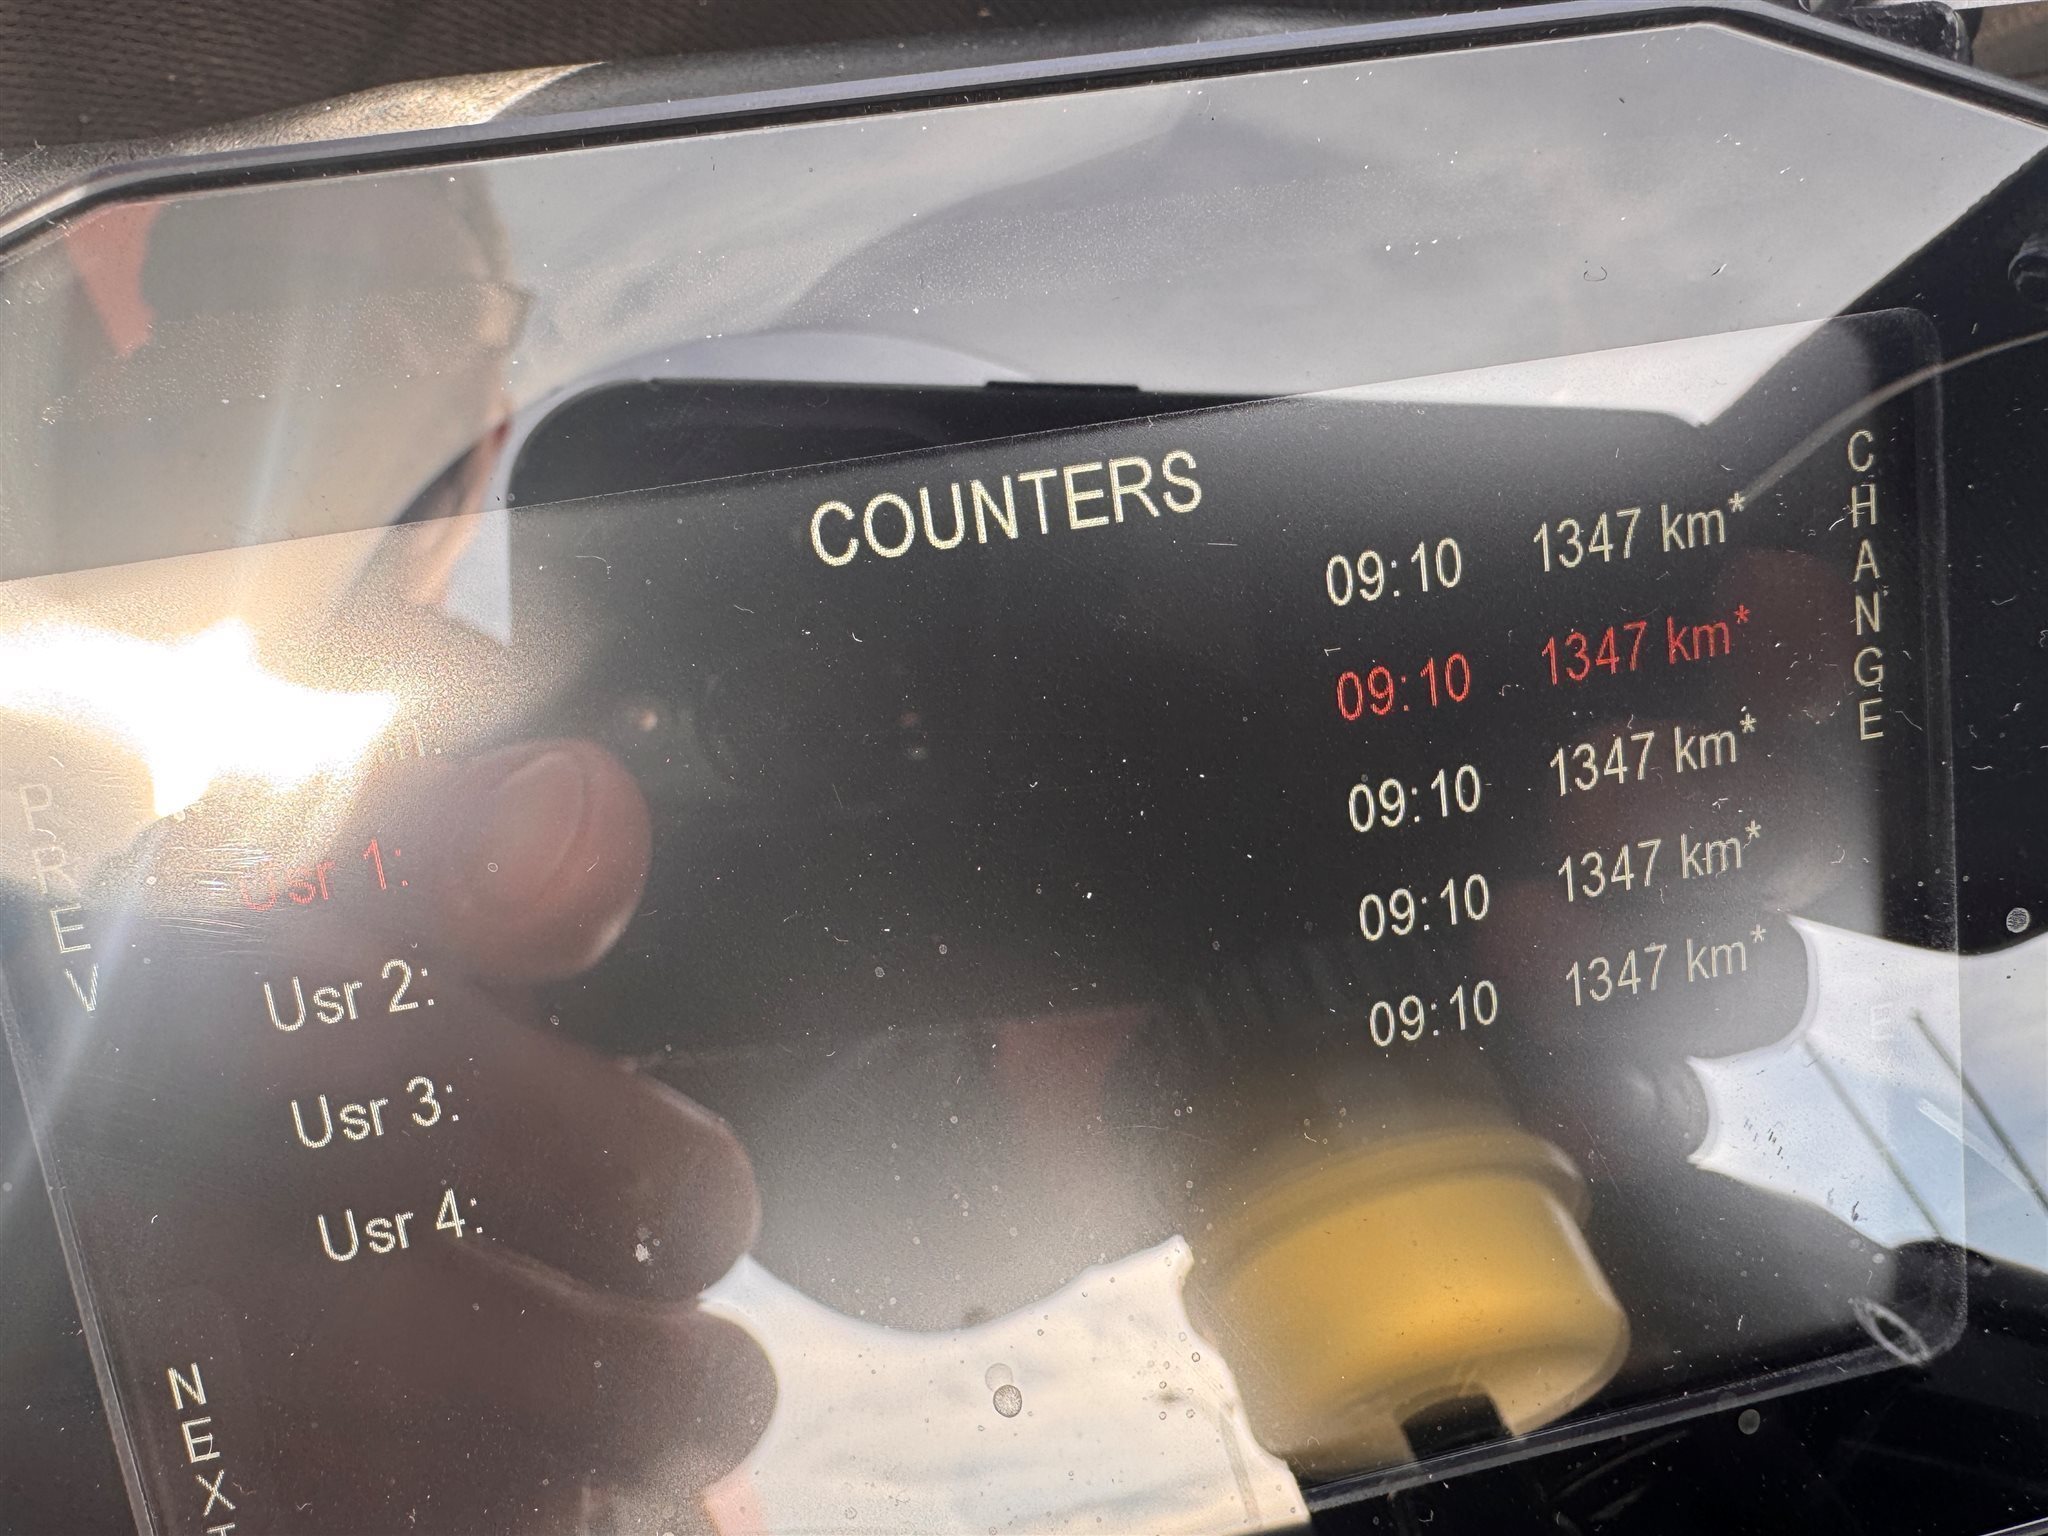 COUNTERS
09:10 1347 km*
Usr 1: 09:10 1347 km*
Usr 2: 09:10 1347 km*
Usr 3: 09:10 1347 km*
Usr 4: 09:10 1347 km*
PREV
NEXT
CHANGE